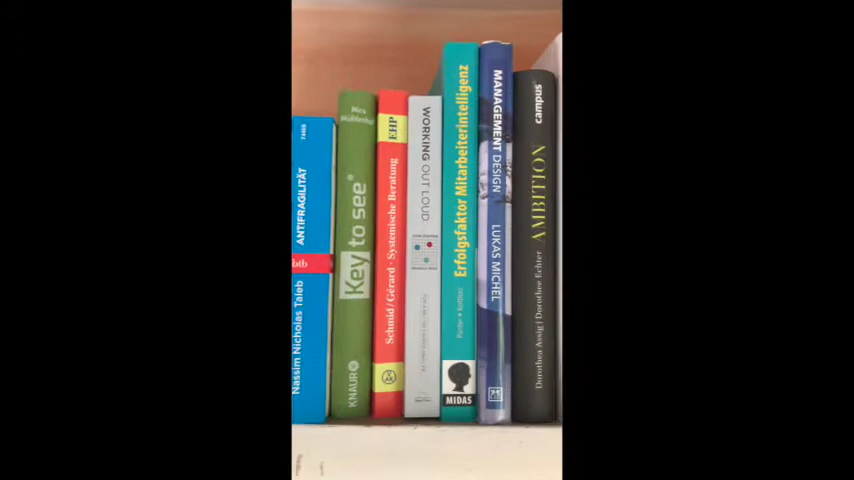 Nassim Nicholas Taleb
btb
ANTIFRAGILITÄT
74489
KNAUR
Key to see®
Schmid/Gérard · Systemische Beratung
EHP
WORKING OUT LOUD
MIDAS
Erfolgsfaktor Mitarbeiterintelligenz
MANAGEMENT DESIGN
LUKAS MICHEL
Dorothea Assig | Dorothee Echter
AMBITION
campus